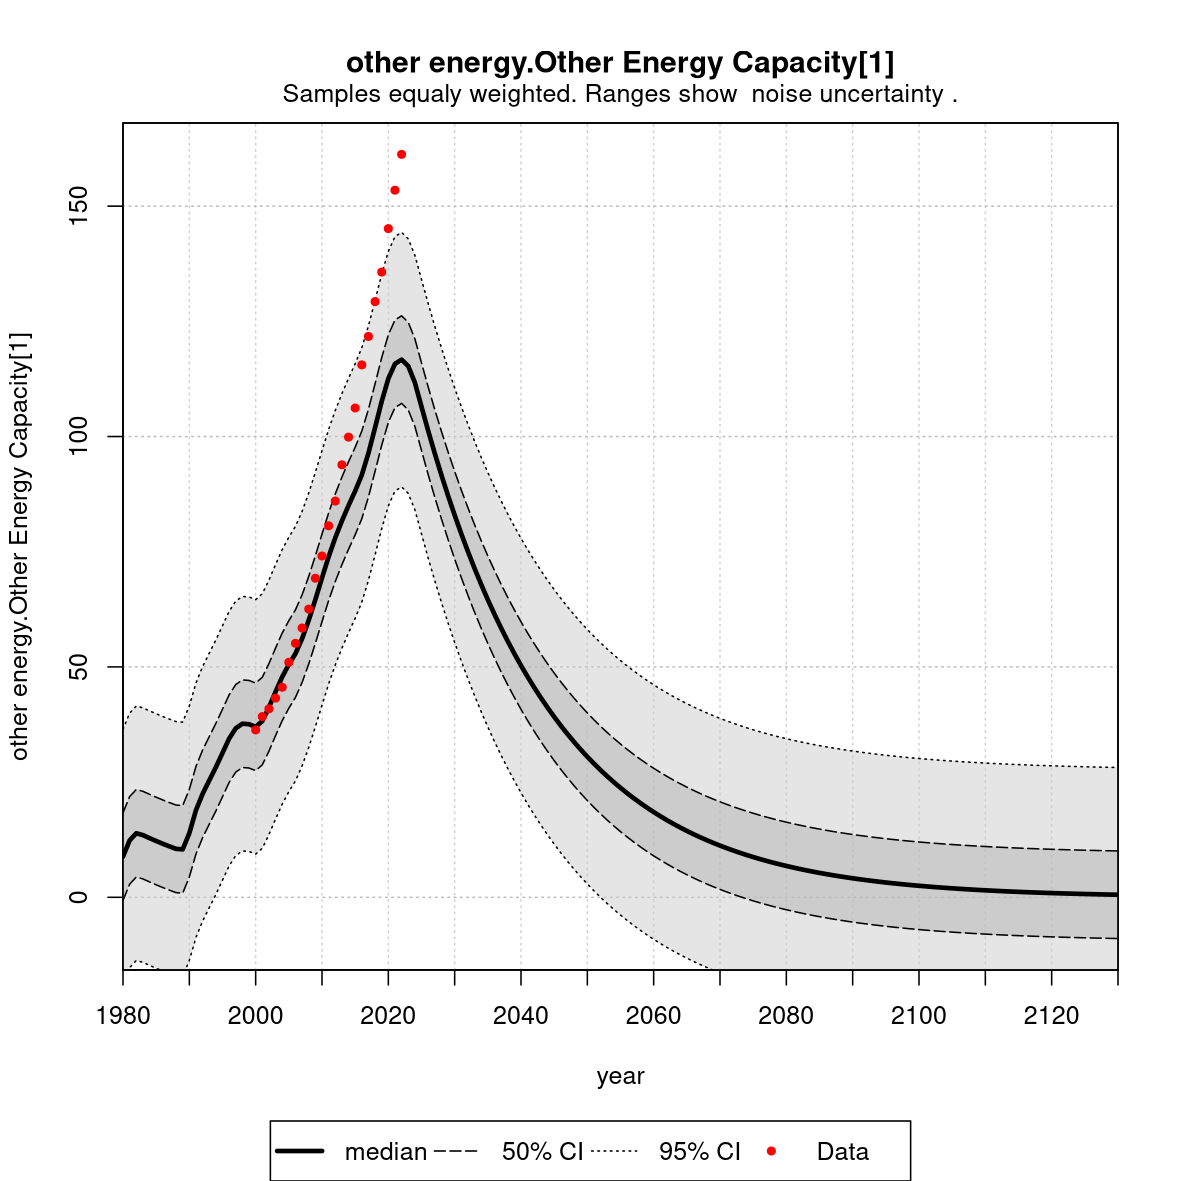 other energy.Other Energy Capacity[1]
Samples equaly weighted. Ranges show  noise uncertainty .
other energy.Other Energy Capacity[1]
150
100
50
0
1980 2000 2020 2040 2060 2080 2100 2120
year
median 50% CI 95% CI Data